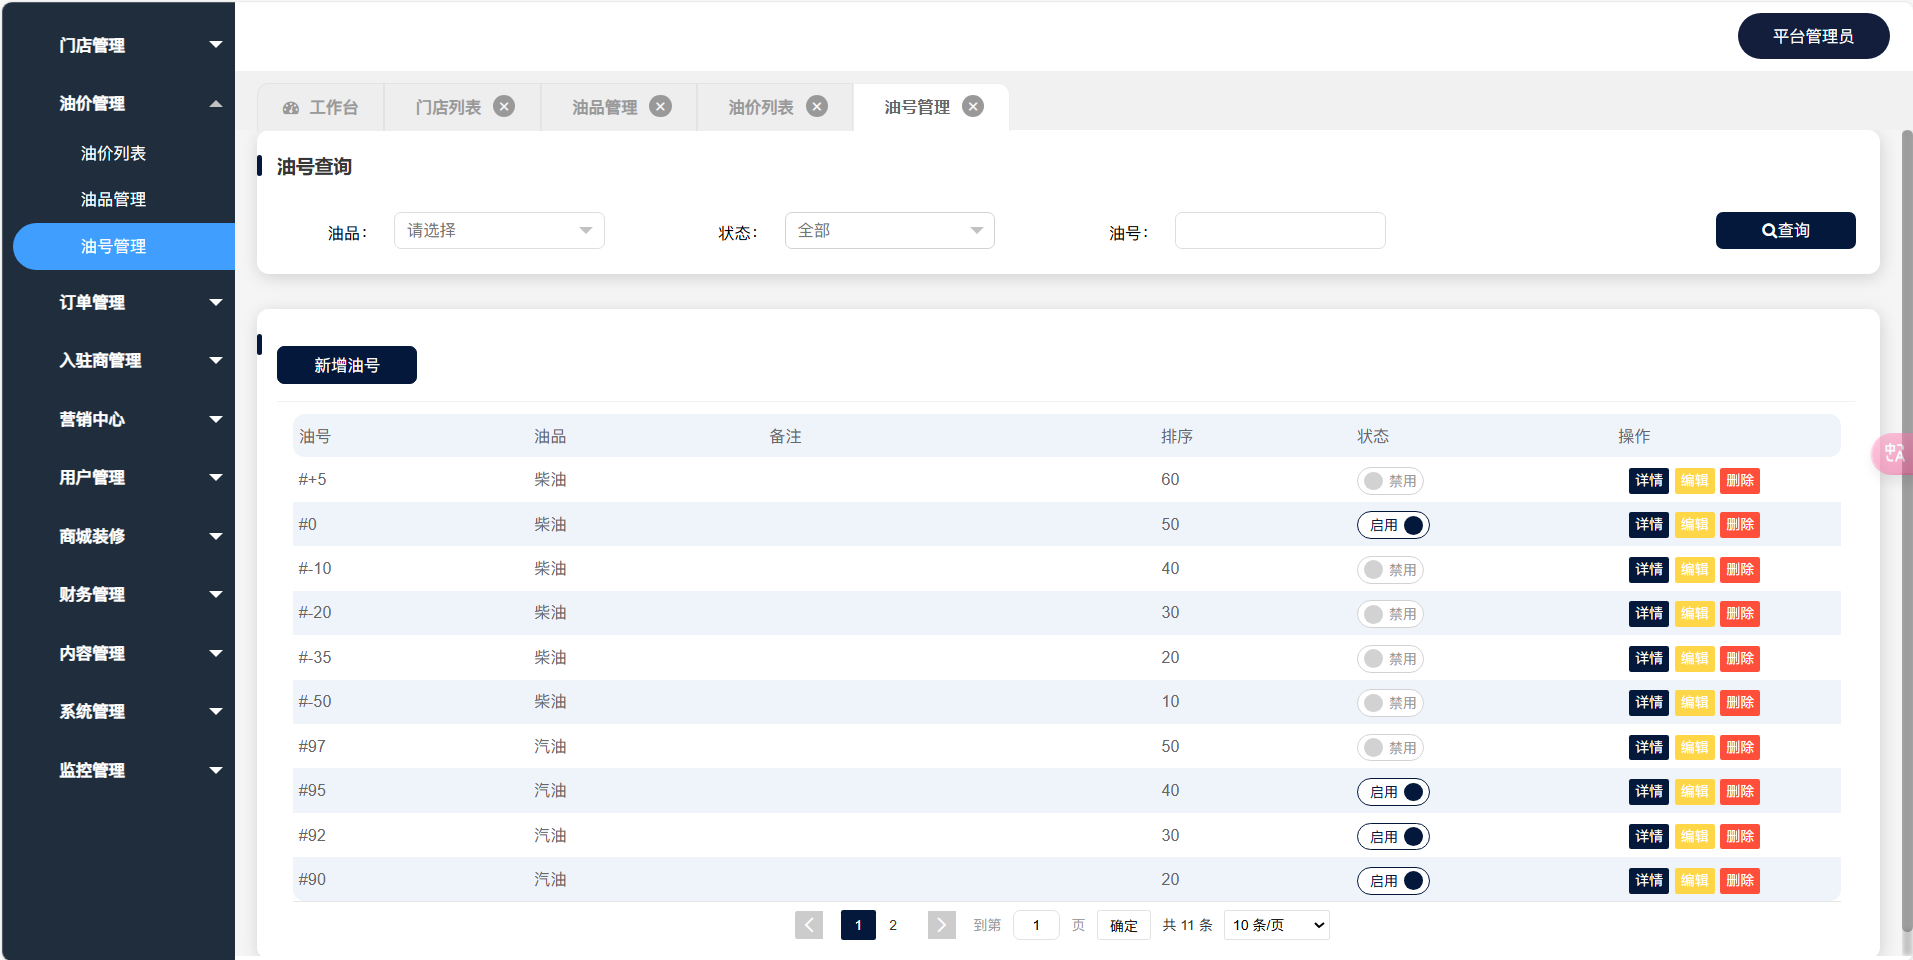 平台管理员
门店管理
油价管理
油价列表
油品管理
油号管理
订单管理
入驻商管理
营销中心
用户管理
商城装修
财务管理
内容管理
系统管理
监控管理
工作台 门店列表 油品管理 油价列表 油号管理
油号查询
油品： 请选择 状态： 全部 油号： 查询
新增油号
油号 油品 备注 排序 状态 操作
#+5 柴油 60 禁用 详情 编辑 删除
#0 柴油 50 启用 详情 编辑 删除
#-10 柴油 40 禁用 详情 编辑 删除
#-20 柴油 30 禁用 详情 编辑 删除
#-35 柴油 20 禁用 详情 编辑 删除
#-50 柴油 10 禁用 详情 编辑 删除
#97 汽油 50 禁用 详情 编辑 删除
#95 汽油 40 启用 详情 编辑 删除
#92 汽油 30 启用 详情 编辑 删除
#90 汽油 20 启用 详情 编辑 删除
1 2 到第 1 页 确定 共 11 条 10 条/页
中A